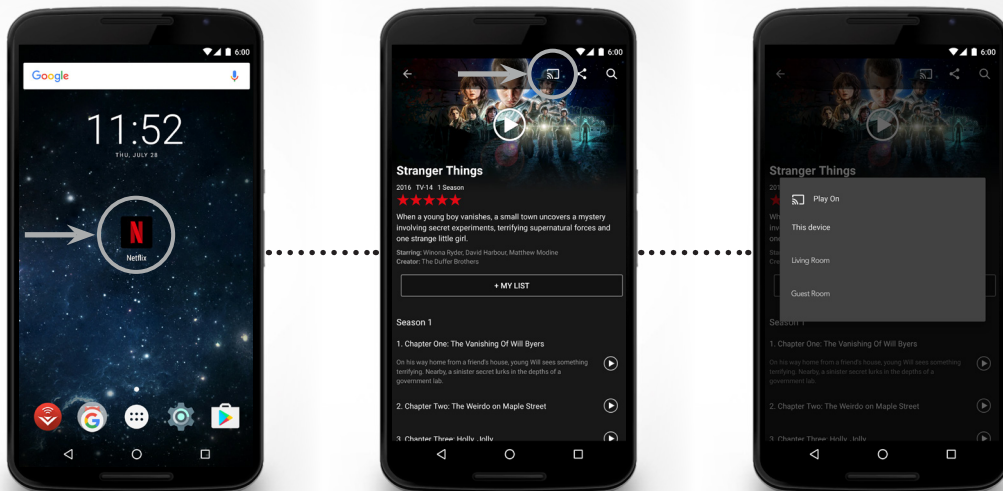 6:00
Google
11:52
THU, JULY 28
N
Netflix
6:00
Stranger Things
2016 TV-14 1 Season
When a young boy vanishes, a small town uncovers a mystery
involving secret experiments, terrifying supernatural forces and
one strange little girl.
Starring: Winona Ryder, David Harbour, Matthew Modine
Creator: The Duffer Brothers
+ MY LIST
Season 1
1. Chapter One: The Vanishing Of Will Byers
On his way home from a friend's house, young Will sees something
terrifying. Nearby, a sinister secret lurks in the depths of a
government lab.
2. Chapter Two: The Weirdo on Maple Street
3. Chapter Three: Holly, Jolly
6:00
Stranger Things
201
Play On
Wh
This device
inv
one
Living Room
Guest Room
Season 1
1. Chapter One: The Vanishing Of Will Byers
On his way home from a friend's house, young Will sees something
terrifying. Nearby, a sinister secret lurks in the depths of a
government lab.
2. Chapter Two: The Weirdo on Maple Street
3. Chapter Three: Holly, Jolly